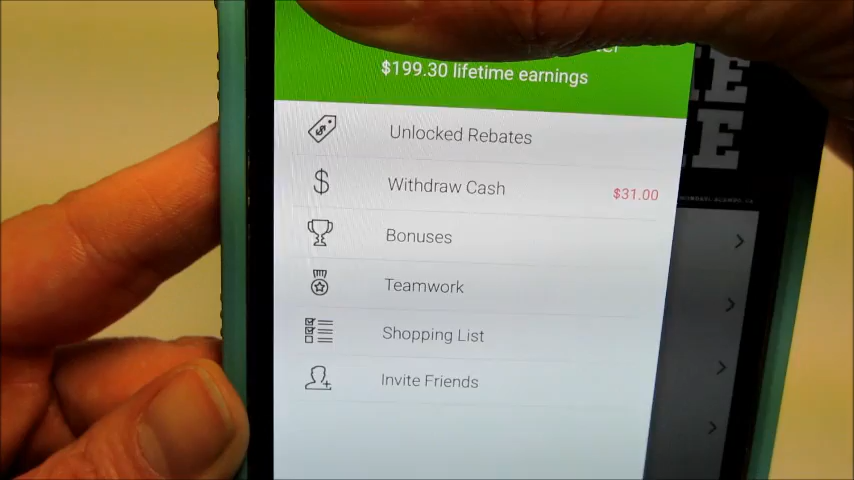 $199.30 lifetime earnings
Unlocked Rebates
Withdraw Cash $31.00
Bonuses
Teamwork
Shopping List
Invite Friends